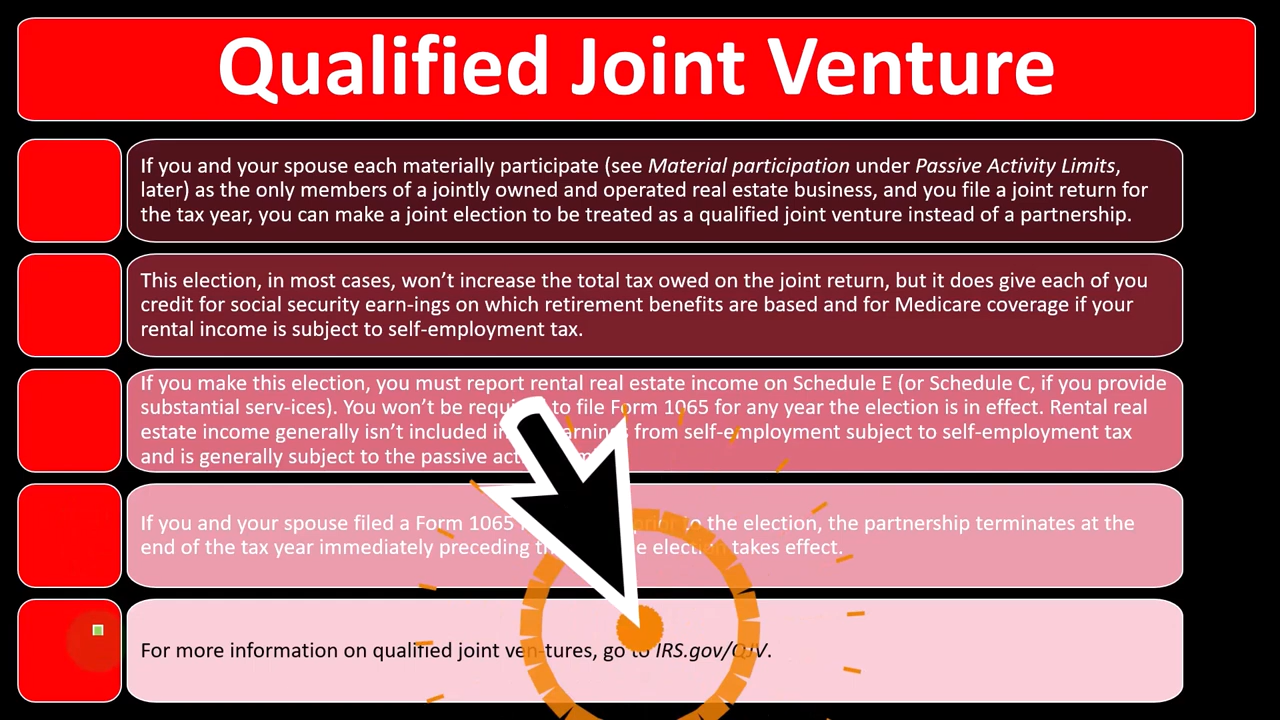 Qualified Joint Venture
If you and your spouse each materially participate (see Material participation under Passive Activity Limits,
later) as the only members of a jointly owned and operated real estate business, and you file a joint return for
the tax year, you can make a joint election to be treated as a qualified joint venture instead of a partnership.
This election, in most cases, won’t increase the total tax owed on the joint return, but it does give each of you
credit for social security earn-ings on which retirement benefits are based and for Medicare coverage if your
rental income is subject to self-employment tax.
If you make this election, you must report rental real estate income on Schedule E (or Schedule C, if you provide
substantial serv-ices). You won’t be to file Form 1065 for any year the election is in effect. Rental real
estate income generally isn’t included from self-employment subject to self-employment tax
and is generally subject to the passive
If you and your spouse filed a Form 1065 prior to the election, the partnership terminates at the
end of the tax year immediately preceding election takes effect.
For more information on qualified joint ven-tures, go to IRS.gov/QJV.